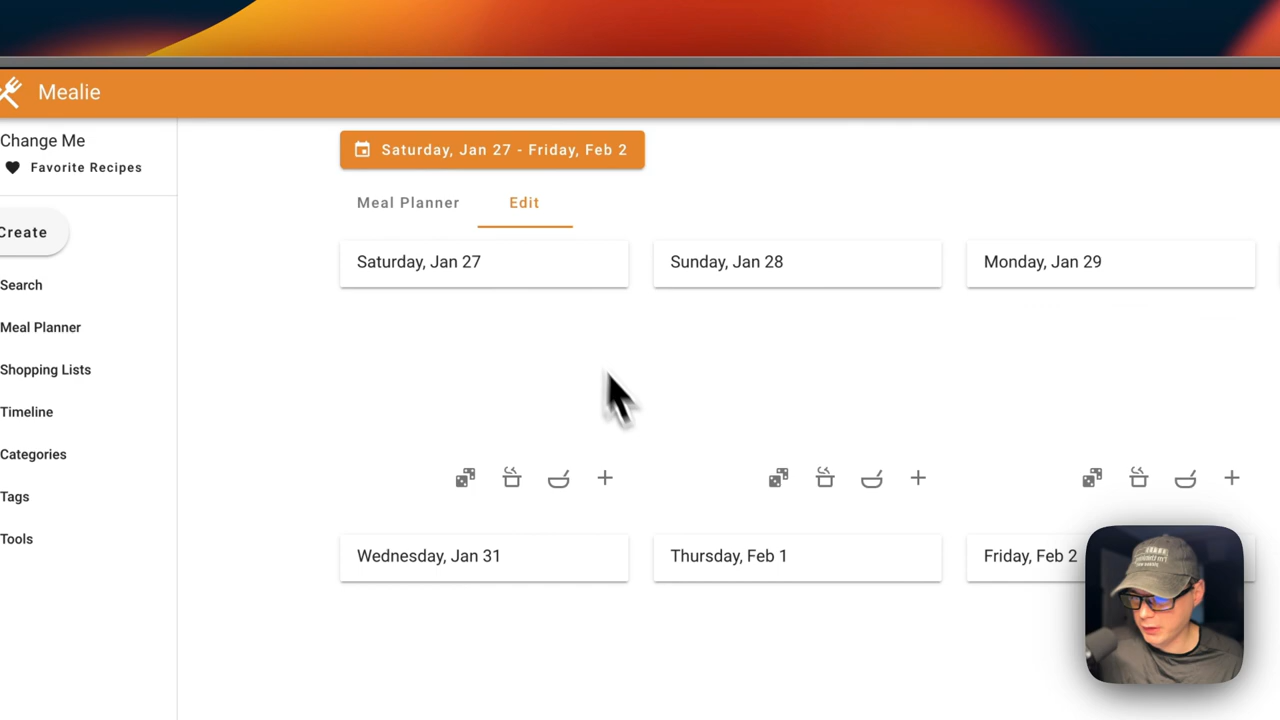 Mealie
Change Me
Favorite Recipes
Create
Search
Meal Planner
Shopping Lists
Timeline
Categories
Tags
Tools
Saturday, Jan 27 - Friday, Feb 2
Meal Planner
Edit
Saturday, Jan 27
Sunday, Jan 28
Monday, Jan 29
Wednesday, Jan 31
Thursday, Feb 1
Friday, Feb 2